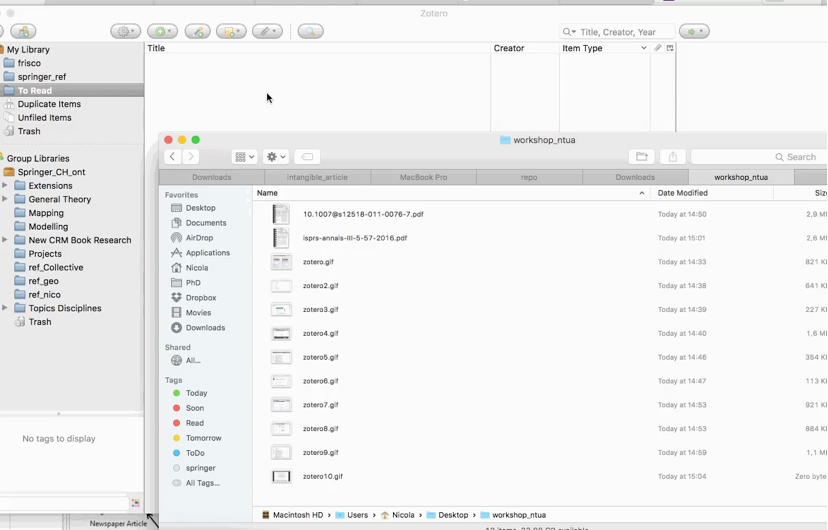 Zotero
Title, Creator, Year
My Library
frisco
springer_ref
To Read
Duplicate Items
Unfiled Items
Trash
Group Libraries
Springer_CH_ont
Extensions
General Theory
Mapping
Modelling
New CRM Book Research
Projects
ref_Collective
ref_geo
ref_nico
Topics Disciplines
Trash
No tags to display
Title Creator Item Type
workshop_ntua
Search
Downloads intangible_article MacBook Pro repo Downloads workshop_ntua
Favorites
Desktop
Documents
AirDrop
Applications
Nicola
PhD
Dropbox
Movies
Downloads
Shared
All...
Tags
Today
Soon
Read
Tomorrow
ToDo
springer
All Tags...
Name Date Modified Size
10.1007@s12518-011-0076-7.pdf Today at 14:50 2,9 M
isprs-annals-III-5-57-2016.pdf Today at 15:01 2,6 M
zotero.gif Today at 14:33 821 K
zotero2.gif Today at 14:38 641 K
zotero3.gif Today at 14:39 227 K
zotero4.gif Today at 14:40 1,6 M
zotero5.gif Today at 14:46 354 K
zotero6.gif Today at 14:47 113 K
zotero7.gif Today at 14:53 921 K
zotero8.gif Today at 14:53 884 K
zotero9.gif Today at 14:59 1,1 M
zotero10.gif Today at 15:04 Zero byte
Macintosh HD › Users › Nicola › Desktop › workshop_ntua
Newspaper Article